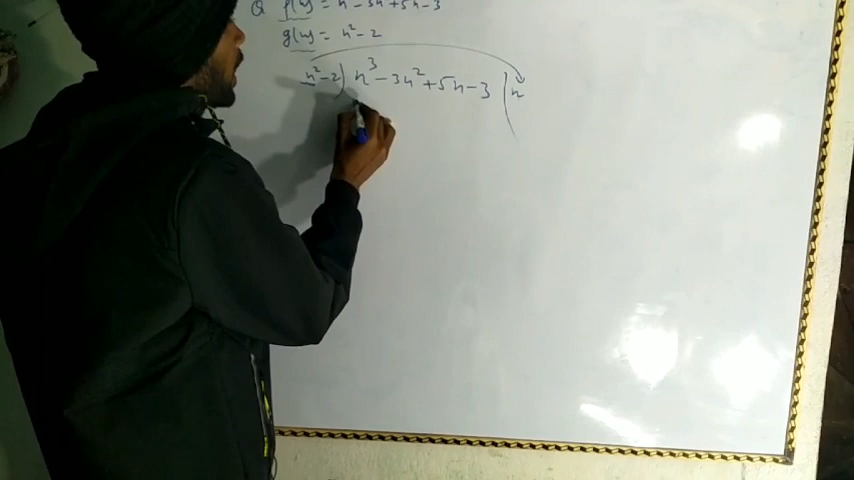 Q p(x) = x³-3x²+5x-3
g(x) = x²-2
x²-2) x³-3x²+5x-3 (x